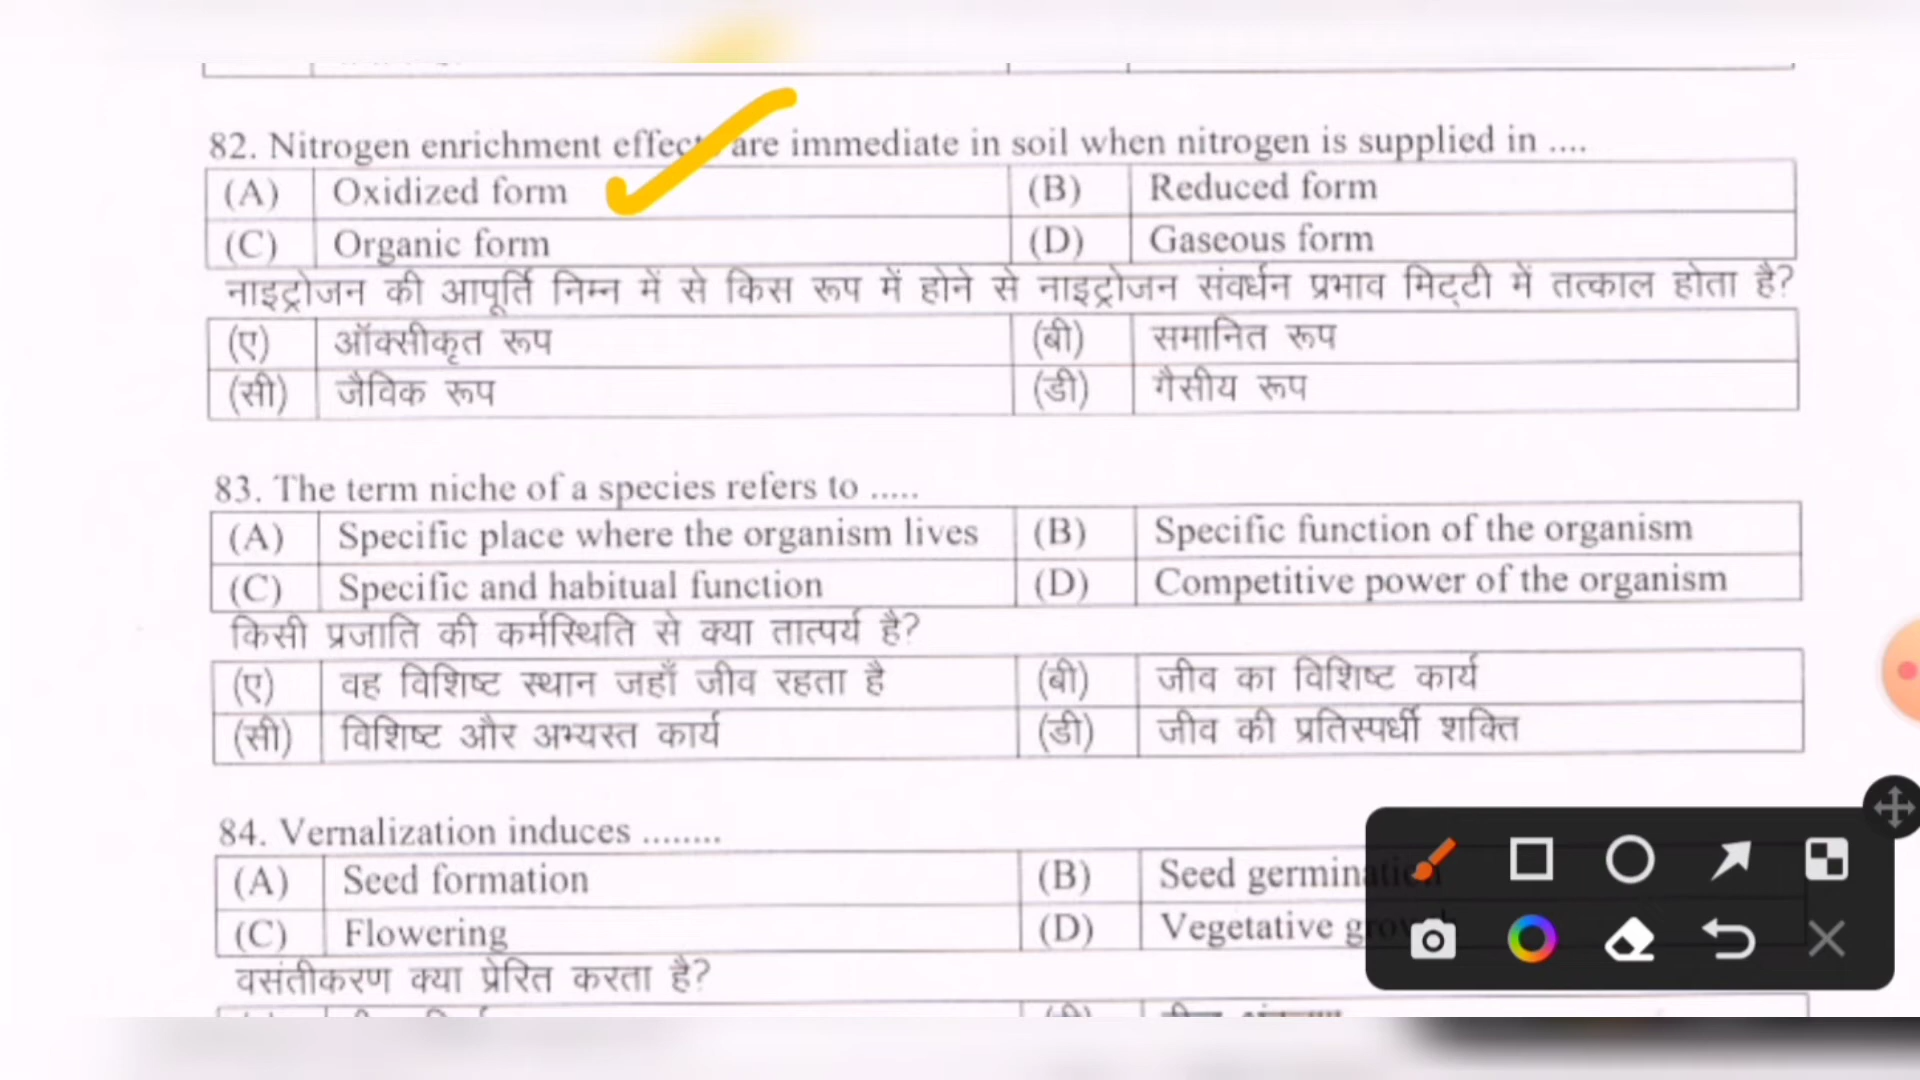 82. Nitrogen enrichment effects are immediate in soil when nitrogen is supplied in ....
(A) Oxidized form (B) Reduced form
(C) Organic form (D) Gaseous form
नाइट्रोजन की आपूर्ति निम्न में से किस रूप में होने से नाइट्रोजन संवर्धन प्रभाव मिट्टी में तत्काल होता है?
(ए) ऑक्सीकृत रूप (बी) समानित रूप
(सी) जैविक रूप (डी) गैसीय रूप
83. The term niche of a species refers to .....
(A) Specific place where the organism lives (B) Specific function of the organism
(C) Specific and habitual function (D) Competitive power of the organism
किसी प्रजाति की कर्मस्थिति से क्या तात्पर्य है?
(ए) वह विशिष्ट स्थान जहाँ जीव रहता है (बी) जीव का विशिष्ट कार्य
(सी) विशिष्ट और अभ्यस्त कार्य (डी) जीव की प्रतिस्पर्धी शक्ति
84. Vernalization induces ........
(A) Seed formation (B) Seed germination
(C) Flowering (D) Vegetative growth
वसंतीकरण क्या प्रेरित करता है?